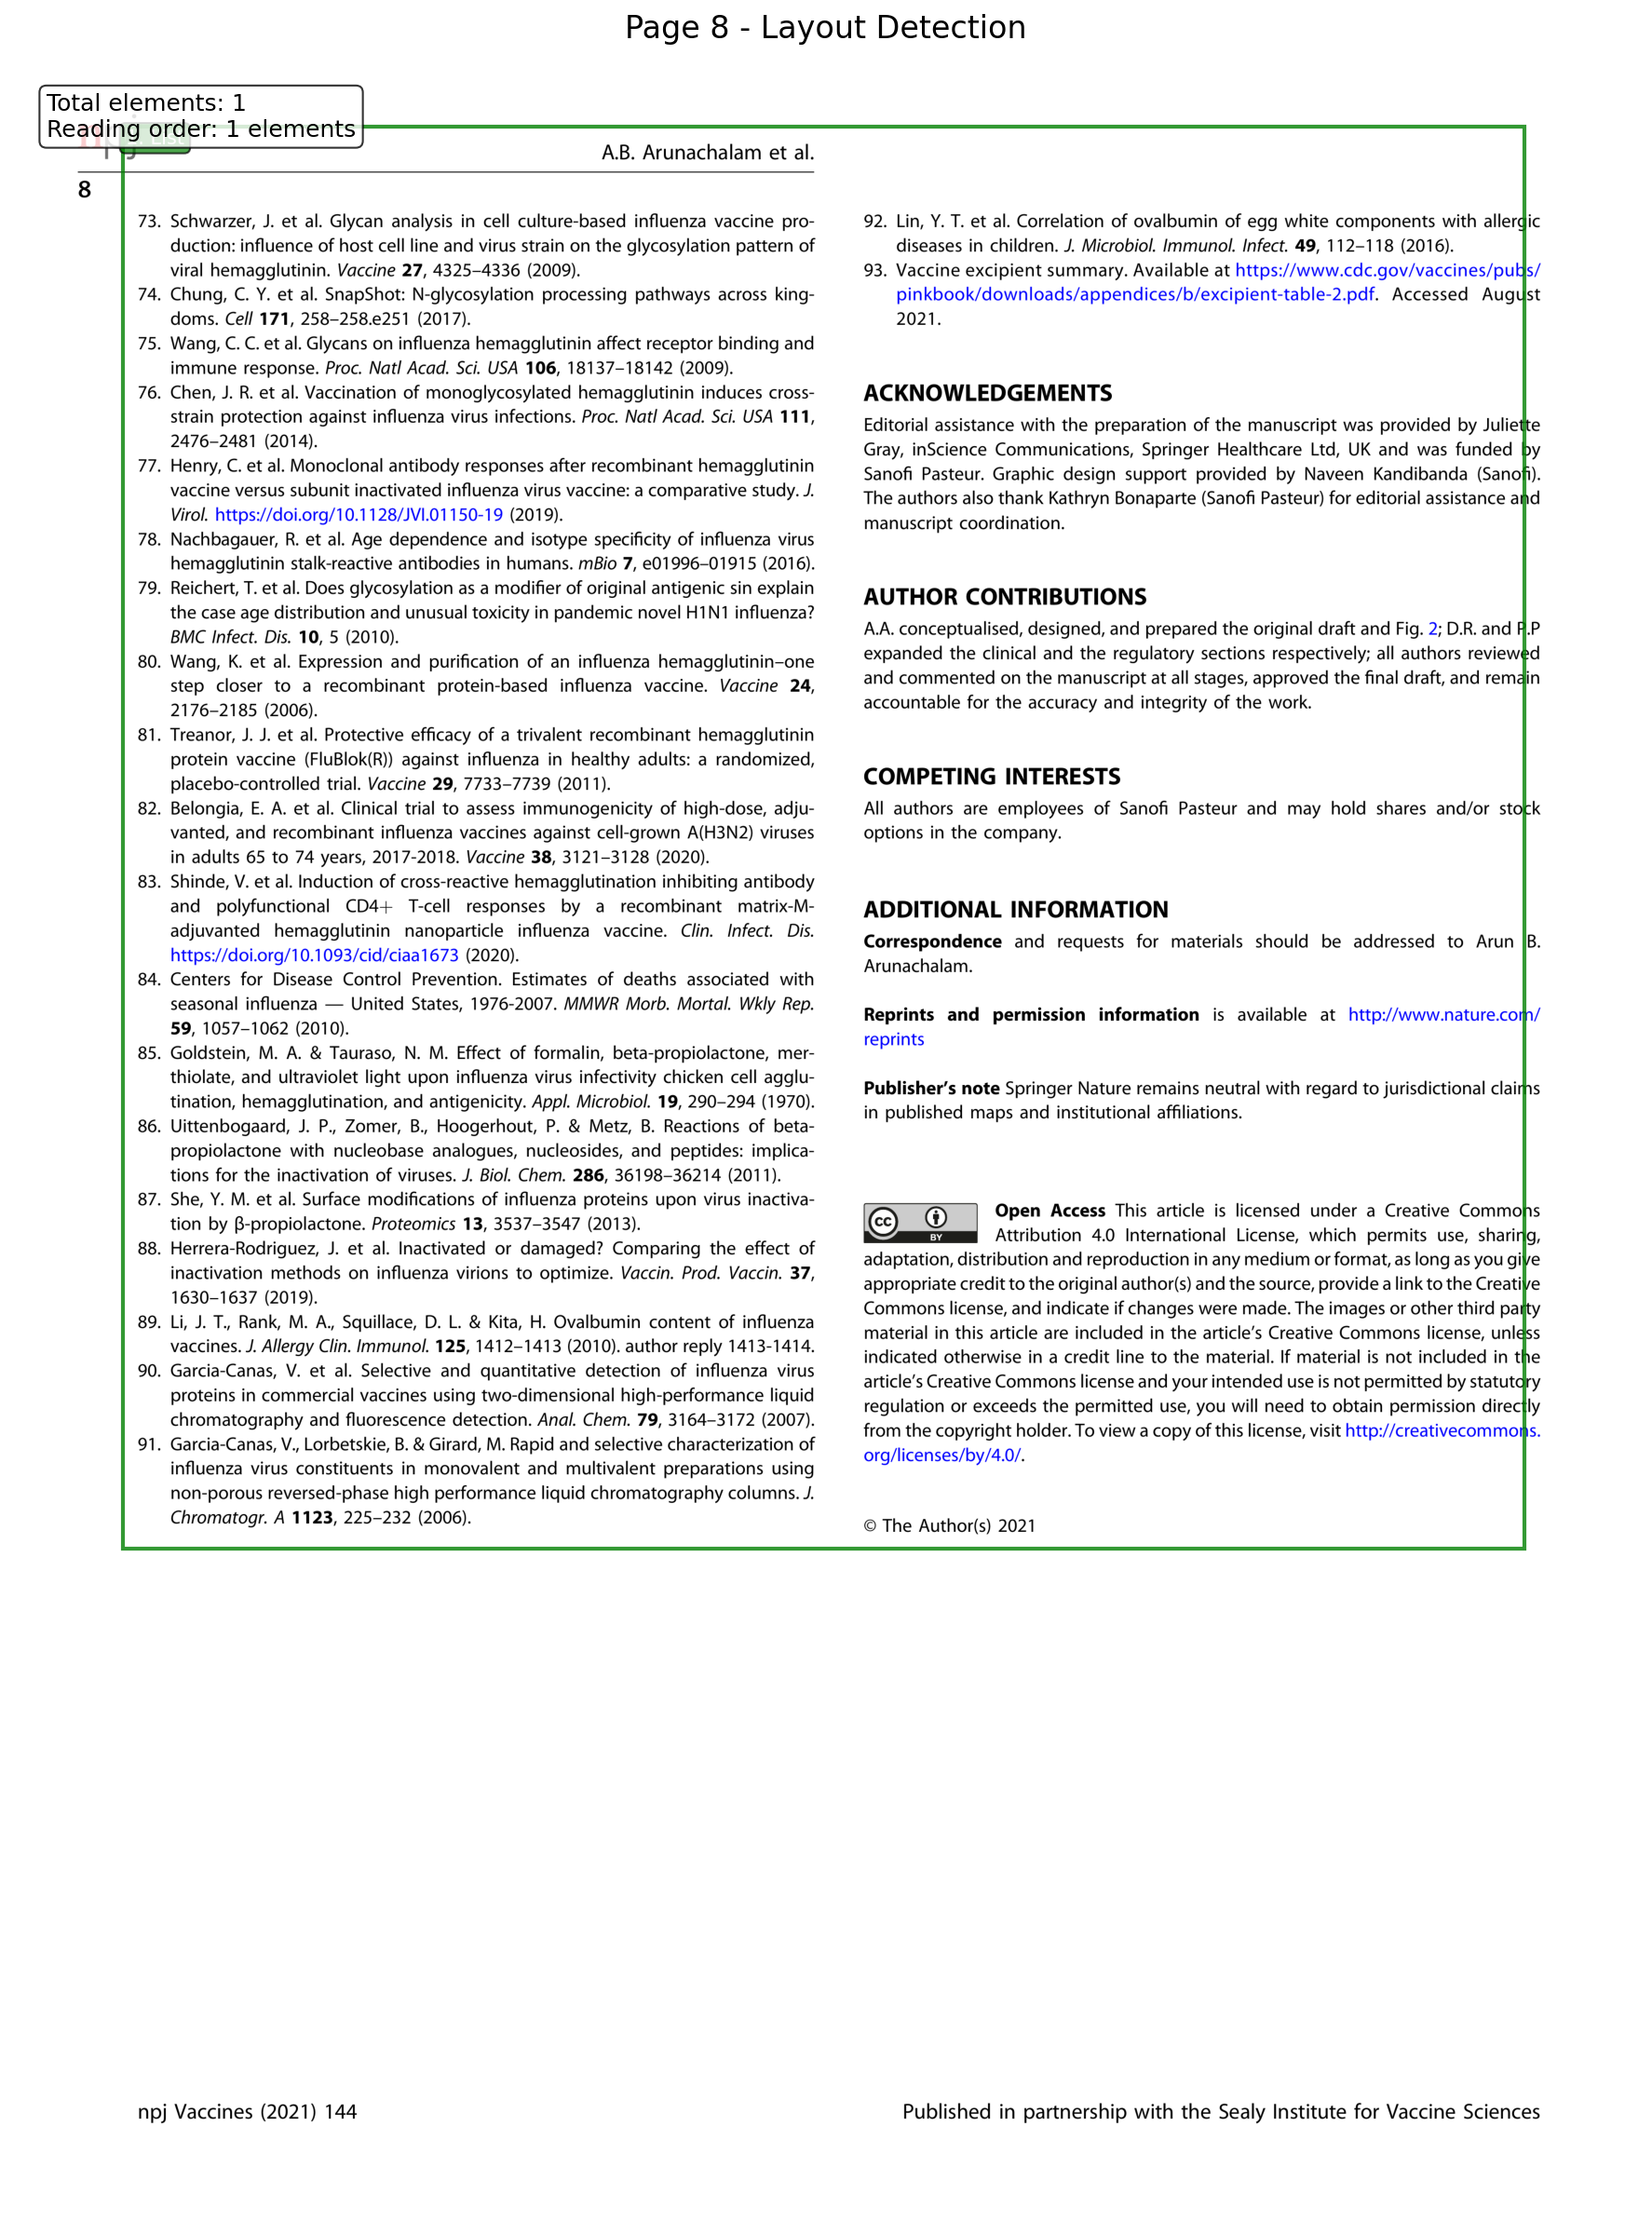 Page 8 - Layout Detection
Total elements: 1
Reading order: 1 elements
A.B. Arunachalam et al.
8
73. Schwarzer, J. et al. Glycan analysis in cell culture-based influenza vaccine pro-
duction: influence of host cell line and virus strain on the glycosylation pattern of
viral hemagglutinin. Vaccine 27, 4325–4336 (2009).
74. Chung, C. Y. et al. SnapShot: N-glycosylation processing pathways across king-
doms. Cell 171, 258–258.e251 (2017).
75. Wang, C. C. et al. Glycans on influenza hemagglutinin affect receptor binding and
immune response. Proc. Natl Acad. Sci. USA 106, 18137–18142 (2009).
76. Chen, J. R. et al. Vaccination of monoglycosylated hemagglutinin induces cross-
strain protection against influenza virus infections. Proc. Natl Acad. Sci. USA 111,
2476–2481 (2014).
77. Henry, C. et al. Monoclonal antibody responses after recombinant hemagglutinin
vaccine versus subunit inactivated influenza virus vaccine: a comparative study. J.
Virol. https://doi.org/10.1128/JVI.01150-19 (2019).
78. Nachbagauer, R. et al. Age dependence and isotype specificity of influenza virus
hemagglutinin stalk-reactive antibodies in humans. mBio 7, e01996–01915 (2016).
79. Reichert, T. et al. Does glycosylation as a modifier of original antigenic sin explain
the case age distribution and unusual toxicity in pandemic novel H1N1 influenza?
BMC Infect. Dis. 10, 5 (2010).
80. Wang, K. et al. Expression and purification of an influenza hemagglutinin–one
step closer to a recombinant protein-based influenza vaccine. Vaccine 24,
2176–2185 (2006).
81. Treanor, J. J. et al. Protective efficacy of a trivalent recombinant hemagglutinin
protein vaccine (FluBlok(R)) against influenza in healthy adults: a randomized,
placebo-controlled trial. Vaccine 29, 7733–7739 (2011).
82. Belongia, E. A. et al. Clinical trial to assess immunogenicity of high-dose, adju-
vanted, and recombinant influenza vaccines against cell-grown A(H3N2) viruses
in adults 65 to 74 years, 2017-2018. Vaccine 38, 3121–3128 (2020).
83. Shinde, V. et al. Induction of cross-reactive hemagglutination inhibiting antibody
and polyfunctional CD4+ T-cell responses by a recombinant matrix-M-
adjuvanted hemagglutinin nanoparticle influenza vaccine. Clin. Infect. Dis.
https://doi.org/10.1093/cid/ciaa1673 (2020).
84. Centers for Disease Control Prevention. Estimates of deaths associated with
seasonal influenza — United States, 1976-2007. MMWR Morb. Mortal. Wkly Rep.
59, 1057–1062 (2010).
85. Goldstein, M. A. & Tauraso, N. M. Effect of formalin, beta-propiolactone, mer-
thiolate, and ultraviolet light upon influenza virus infectivity chicken cell agglu-
tination, hemagglutination, and antigenicity. Appl. Microbiol. 19, 290–294 (1970).
86. Uittenbogaard, J. P., Zomer, B., Hoogerhout, P. & Metz, B. Reactions of beta-
propiolactone with nucleobase analogues, nucleosides, and peptides: implica-
tions for the inactivation of viruses. J. Biol. Chem. 286, 36198–36214 (2011).
87. She, Y. M. et al. Surface modifications of influenza proteins upon virus inactiva-
tion by β-propiolactone. Proteomics 13, 3537–3547 (2013).
88. Herrera-Rodriguez, J. et al. Inactivated or damaged? Comparing the effect of
inactivation methods on influenza virions to optimize. Vaccin. Prod. Vaccin. 37,
1630–1637 (2019).
89. Li, J. T., Rank, M. A., Squillace, D. L. & Kita, H. Ovalbumin content of influenza
vaccines. J. Allergy Clin. Immunol. 125, 1412–1413 (2010). author reply 1413-1414.
90. Garcia-Canas, V. et al. Selective and quantitative detection of influenza virus
proteins in commercial vaccines using two-dimensional high-performance liquid
chromatography and fluorescence detection. Anal. Chem. 79, 3164–3172 (2007).
91. Garcia-Canas, V., Lorbetskie, B. & Girard, M. Rapid and selective characterization of
influenza virus constituents in monovalent and multivalent preparations using
non-porous reversed-phase high performance liquid chromatography columns. J.
Chromatogr. A 1123, 225–232 (2006).
92. Lin, Y. T. et al. Correlation of ovalbumin of egg white components with allergic
diseases in children. J. Microbiol. Immunol. Infect. 49, 112–118 (2016).
93. Vaccine excipient summary. Available at https://www.cdc.gov/vaccines/pubs/
pinkbook/downloads/appendices/b/excipient-table-2.pdf. Accessed August
2021.
ACKNOWLEDGEMENTS
Editorial assistance with the preparation of the manuscript was provided by Juliette
Gray, inScience Communications, Springer Healthcare Ltd, UK and was funded by
Sanofi Pasteur. Graphic design support provided by Naveen Kandibanda (Sanofi).
The authors also thank Kathryn Bonaparte (Sanofi Pasteur) for editorial assistance and
manuscript coordination.
AUTHOR CONTRIBUTIONS
A.A. conceptualised, designed, and prepared the original draft and Fig. 2; D.R. and P.P
expanded the clinical and the regulatory sections respectively; all authors reviewed
and commented on the manuscript at all stages, approved the final draft, and remain
accountable for the accuracy and integrity of the work.
COMPETING INTERESTS
All authors are employees of Sanofi Pasteur and may hold shares and/or stock
options in the company.
ADDITIONAL INFORMATION
Correspondence and requests for materials should be addressed to Arun B.
Arunachalam.
Reprints and permission information is available at http://www.nature.com/
reprints
Publisher's note Springer Nature remains neutral with regard to jurisdictional claims
in published maps and institutional affiliations.
cc
BY
Open Access This article is licensed under a Creative Commons
Attribution 4.0 International License, which permits use, sharing,
adaptation, distribution and reproduction in any medium or format, as long as you give
appropriate credit to the original author(s) and the source, provide a link to the Creative
Commons license, and indicate if changes were made. The images or other third party
material in this article are included in the article's Creative Commons license, unless
indicated otherwise in a credit line to the material. If material is not included in the
article's Creative Commons license and your intended use is not permitted by statutory
regulation or exceeds the permitted use, you will need to obtain permission directly
from the copyright holder. To view a copy of this license, visit http://creativecommons.
org/licenses/by/4.0/.
© The Author(s) 2021
npj Vaccines (2021) 144
Published in partnership with the Sealy Institute for Vaccine Sciences